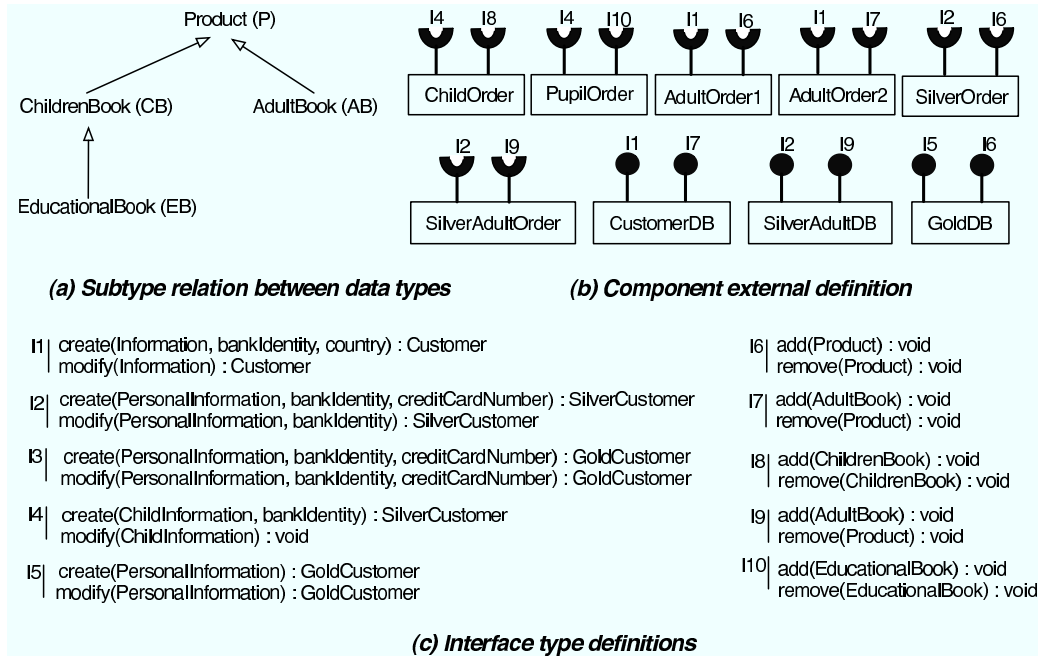 Product (P)
ChildrenBook (CB)
AdultBook (AB)
EducationalBook (EB)
(a) Subtype relation between data types
I4 I8 I4 I10 I1 I6 I1 I7 I2 I6
ChildOrder PupilOrder AdultOrder1 AdultOrder2 SilverOrder
I2 I9 I1 I7 I2 I9 I5 I6
SilverAdultOrder CustomerDB SilverAdultDB GoldDB
(b) Component external definition
I1 create(Information, bankIdentity, country) : Customer
modify(Information) : Customer
I2 create(PersonalInformation, bankIdentity, creditCardNumber) : SilverCustomer
modify(PersonalInformation, bankIdentity) : SilverCustomer
I3 create(PersonalInformation, bankIdentity, creditCardNumber) : GoldCustomer
modify(PersonalInformation, bankIdentity, creditCardNumber) : GoldCustomer
I4 create(ChildInformation, bankIdentity) : SilverCustomer
modify(ChildInformation) : void
I5 create(PersonalInformation) : GoldCustomer
modify(PersonalInformation) : GoldCustomer
I6 add(Product) : void
remove(Product) : void
I7 add(AdultBook) : void
remove(Product) : void
I8 add(ChildrenBook) : void
remove(ChildrenBook) : void
I9 add(AdultBook) : void
remove(Product) : void
I10 add(EducationalBook) : void
remove(EducationalBook) : void
(c) Interface type definitions